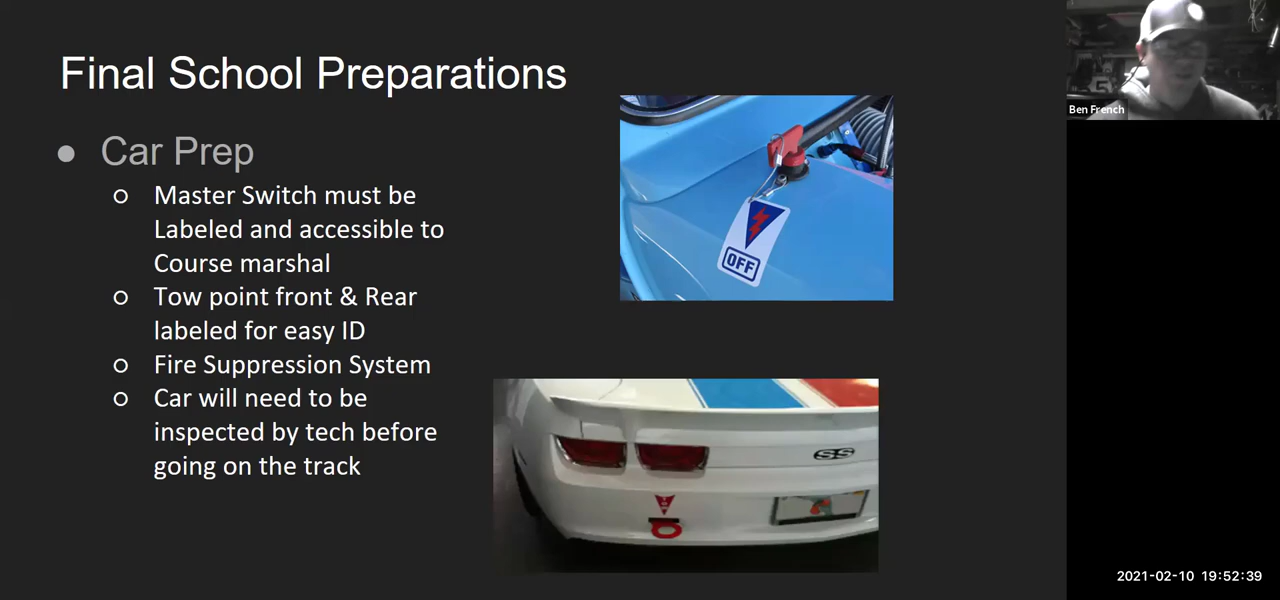 Final School Preparations
Ben French
Car Prep
Master Switch must be
Labeled and accessible to
Course marshal
Tow point front & Rear
labeled for easy ID
Fire Suppression System
Car will need to be
inspected by tech before
going on the track
OFF
SS
2021-02-10 19:52:39